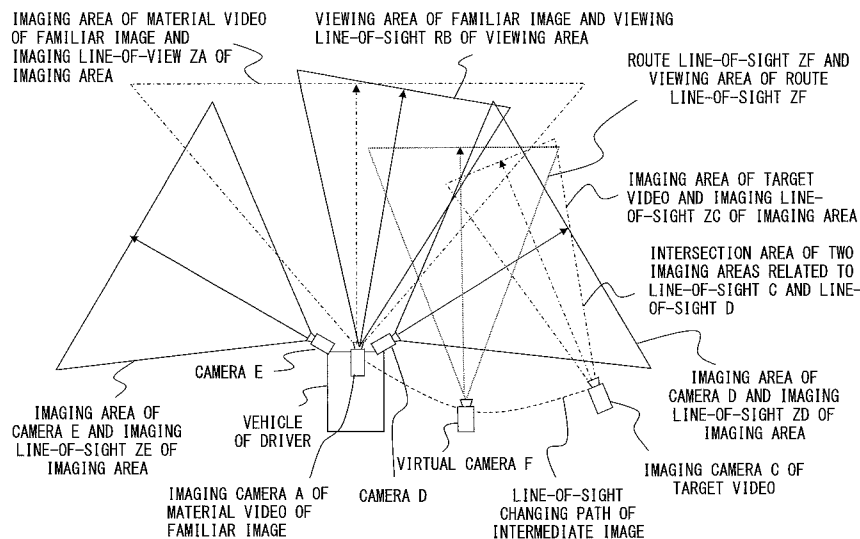 IMAGING AREA OF MATERIAL VIDEO
OF FAMILIAR IMAGE AND
IMAGING LINE-OF-VIEW ZA OF
IMAGING AREA
VIEWING AREA OF FAMILIAR IMAGE AND VIEWING
LINE-OF-SIGHT RB OF VIEWING AREA
ROUTE LINE-OF-SIGHT ZF AND
VIEWING AREA OF ROUTE
LINE-OF-SIGHT ZF
IMAGING AREA OF TARGET
VIDEO AND IMAGING LINE-
OF-SIGHT ZC OF IMAGING AREA
INTERSECTION AREA OF TWO
IMAGING AREAS RELATED TO
LINE-OF-SIGHT C AND LINE-
OF-SIGHT D
IMAGING AREA OF
CAMERA D AND IMAGING
LINE-OF-SIGHT ZD OF
IMAGING AREA
CAMERA E
IMAGING AREA OF
CAMERA E AND IMAGING
LINE-OF-SIGHT ZE OF
IMAGING AREA
VEHICLE
OF DRIVER
VIRTUAL CAMERA F
IMAGING CAMERA C OF
TARGET VIDEO
IMAGING CAMERA A OF
MATERIAL VIDEO OF
FAMILIAR IMAGE
CAMERA D
LINE-OF-SIGHT
CHANGING PATH OF
INTERMEDIATE IMAGE